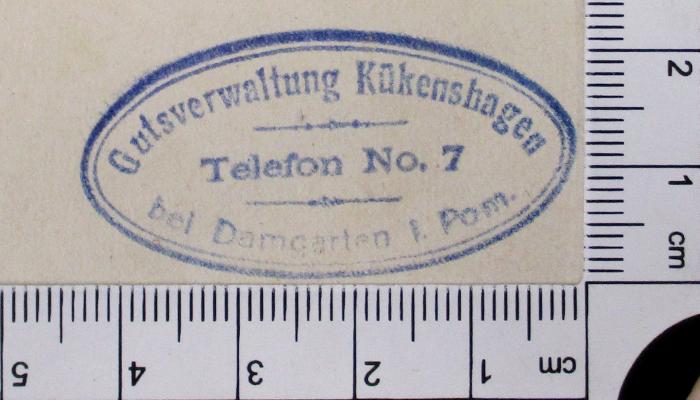 Gutsverwaltung Kükenshagen
Telefon No. 7
bei Damgarten i. Pom.
2
1
cm
5
4
3
2
1
cm